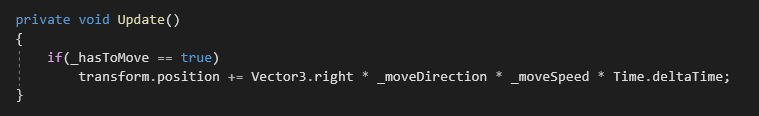 private void Update()
{
if(_hasToMove == true)
transform.position += Vector3.right * _moveDirection * _moveSpeed * Time.deltaTime;
}